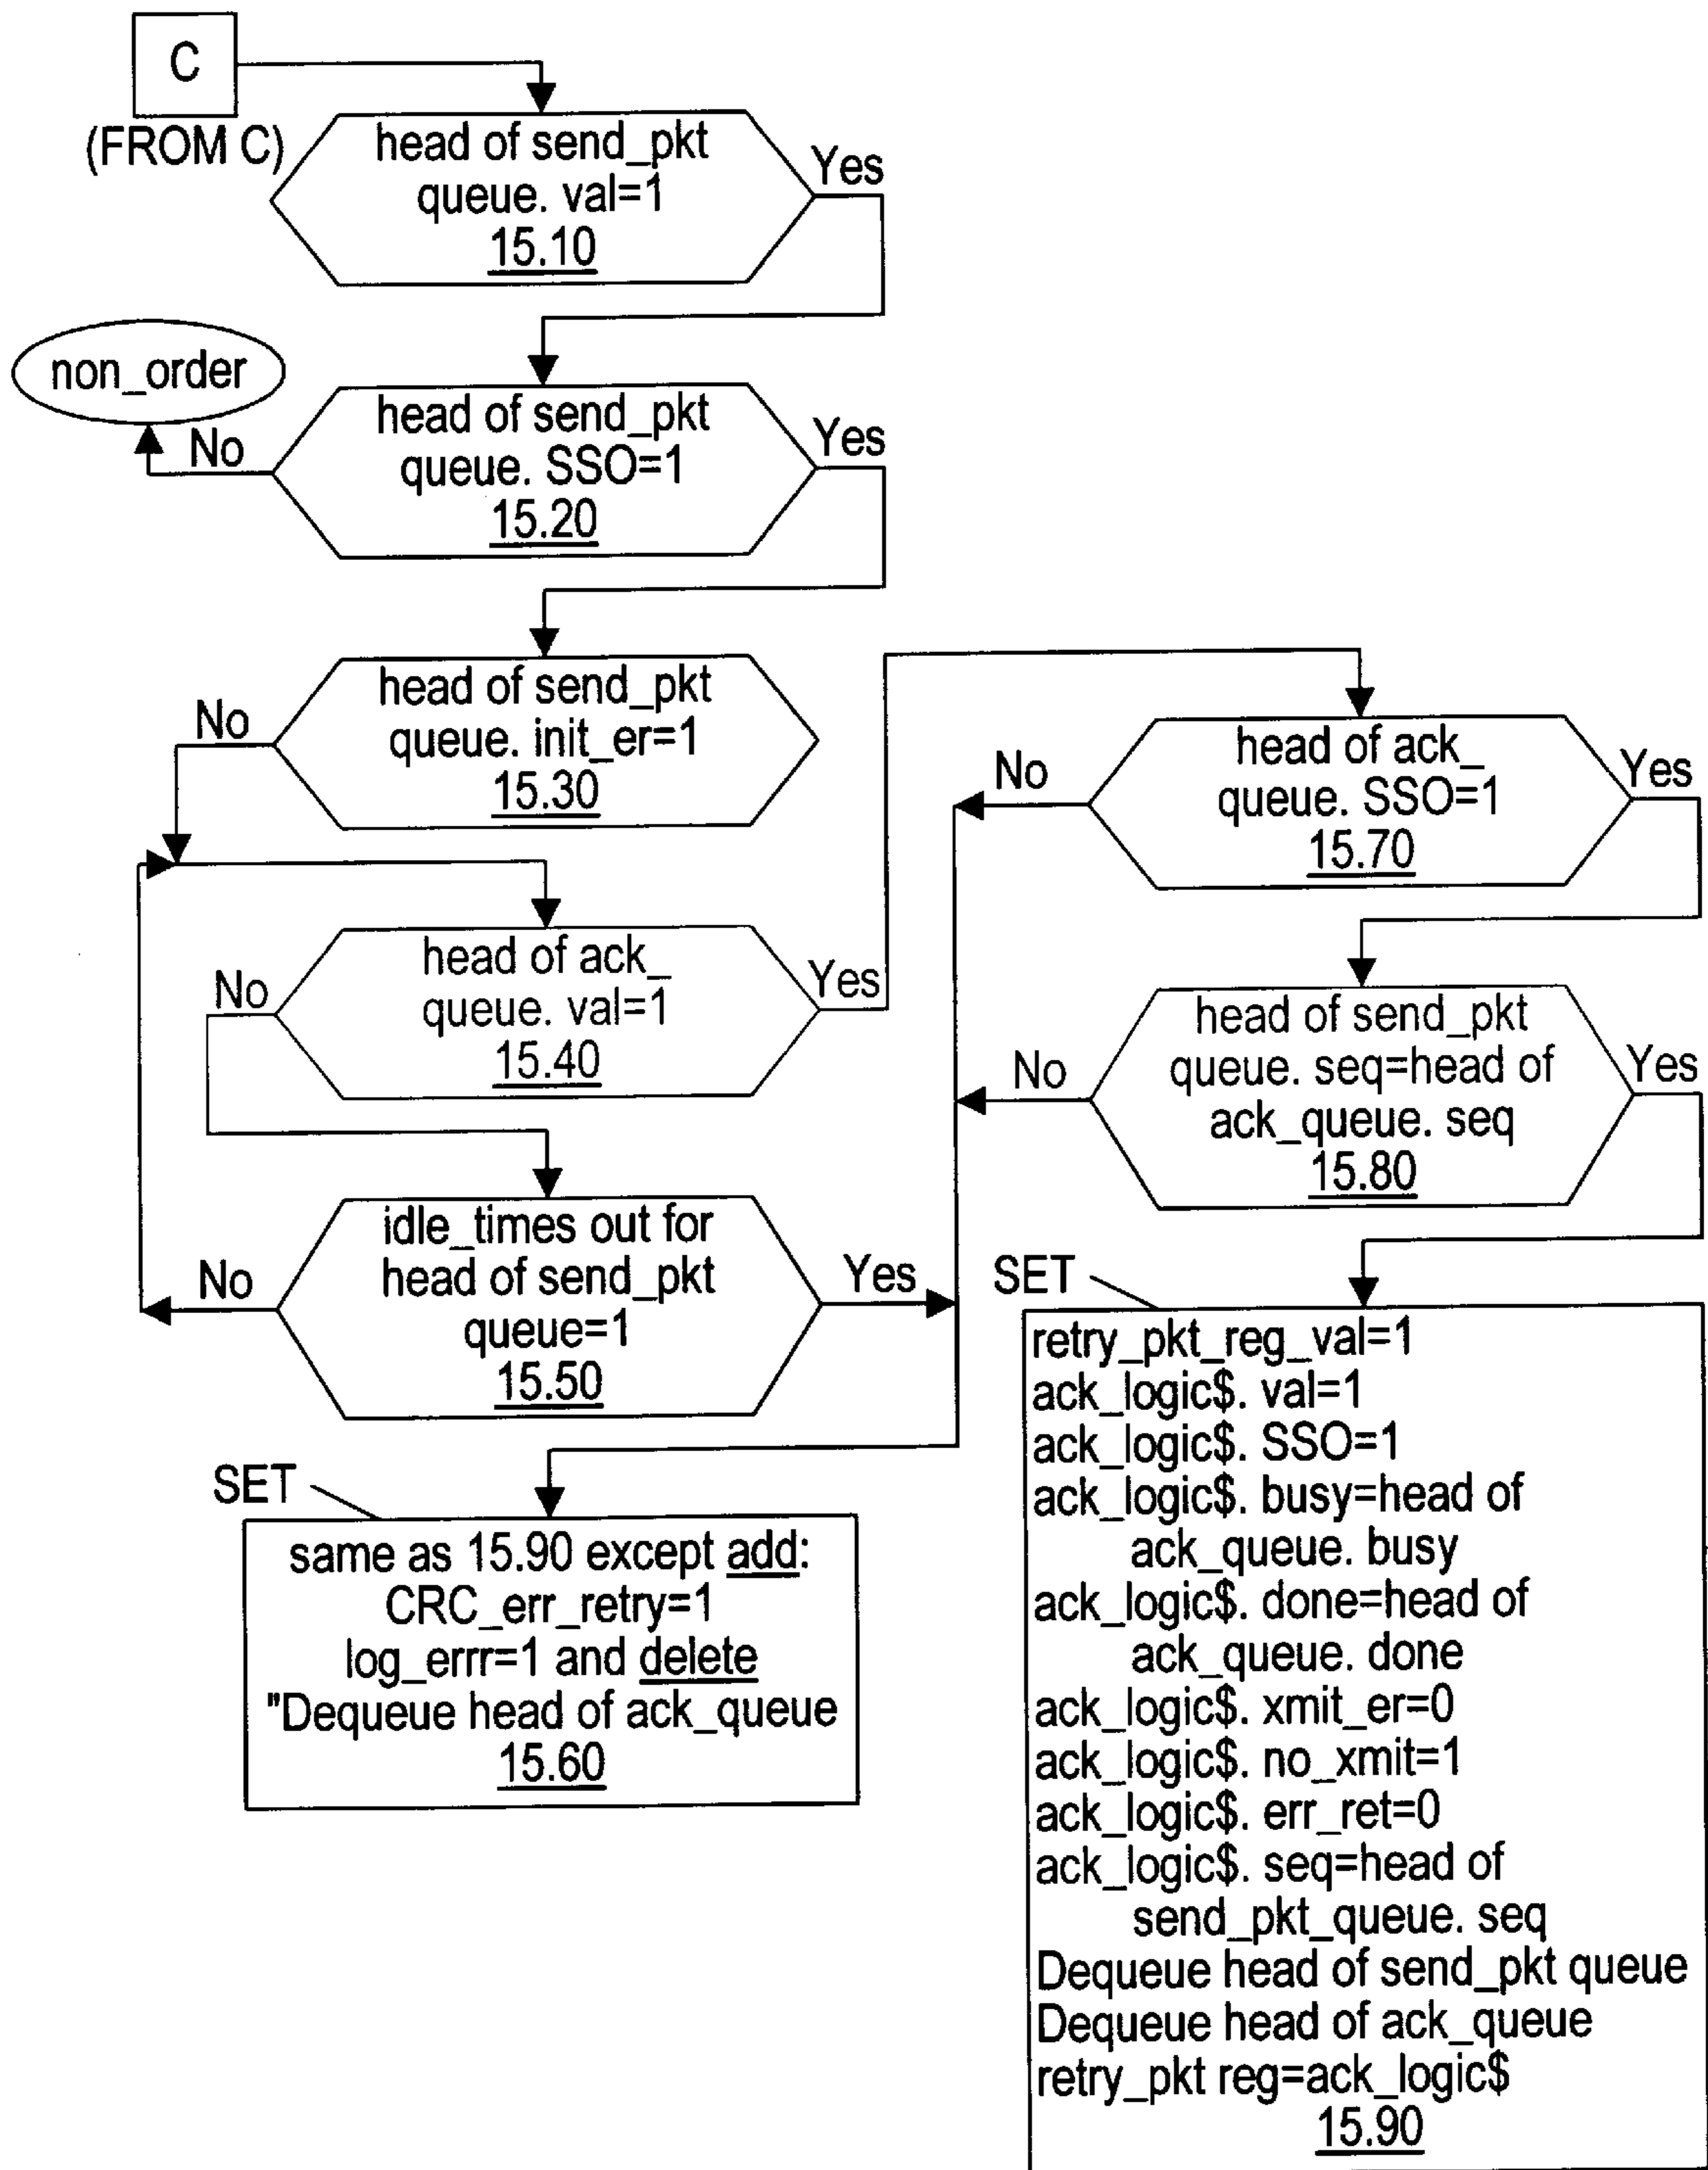 C
(FROM C)
head of send_pkt
queue. val=1
15.10
Yes
non_order
No
head of send_pkt
queue. SSO=1
15.20
Yes
No
head of send_pkt
queue. init_er=1
15.30
No
head of ack_
queue. val=1
15.40
Yes
No
idle_times out for
head of send_pkt
queue=1
15.50
Yes
SET
same as 15.90 except add:
CRC_err_retry=1
log_errr=1 and delete
"Dequeue head of ack_queue
15.60
No
head of ack_
queue. SSO=1
15.70
Yes
No
head of send_pkt
queue. seq=head of
ack_queue. seq
15.80
Yes
SET
retry_pkt_reg_val=1
ack_logic$. val=1
ack_logic$. SSO=1
ack_logic$. busy=head of
ack_queue. busy
ack_logic$. done=head of
ack_queue. done
ack_logic$. xmit_er=0
ack_logic$. no_xmit=1
ack_logic$. err_ret=0
ack_logic$. seq=head of
send_pkt_queue. seq
Dequeue head of send_pkt queue
Dequeue head of ack_queue
retry_pkt reg=ack_logic$
15.90